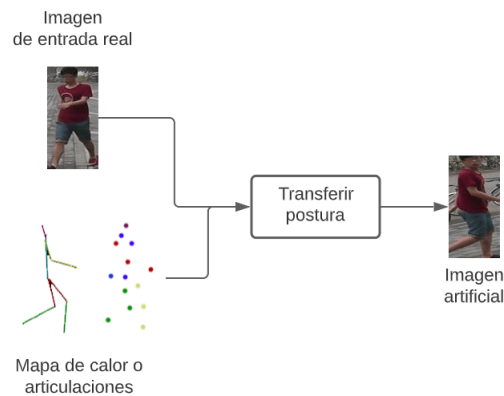 Imagen
de entrada real
Transferir
postura
Imagen
artificial
Mapa de calor o
articulaciones